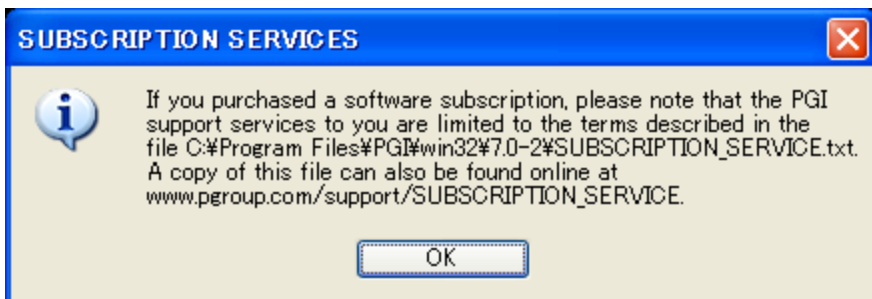 SUBSCRIPTION SERVICES
If you purchased a software subscription, please note that the PGI
support services to you are limited to the terms described in the
file C:¥Program Files¥PGI¥win32¥7.0-2¥SUBSCRIPTION_SERVICE.txt.
A copy of this file can also be found online at
www.pgroup.com/support/SUBSCRIPTION_SERVICE.
OK